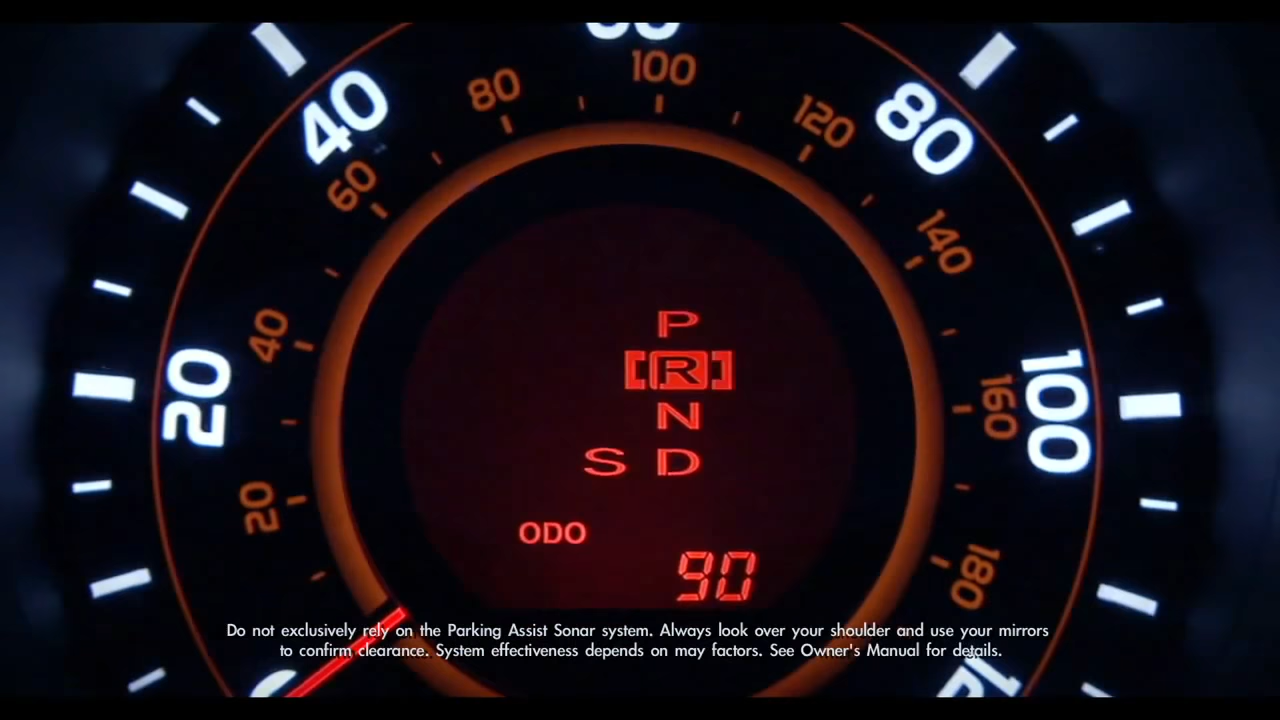 60
100
40
80
120
80
60
140
40
20
100
160
P
R
N
S D
20
180
ODO
90
Do not exclusively rely on the Parking Assist Sonar system. Always look over your shoulder and use your mirrors
to confirm clearance. System effectiveness depends on may factors. See Owner's Manual for details.